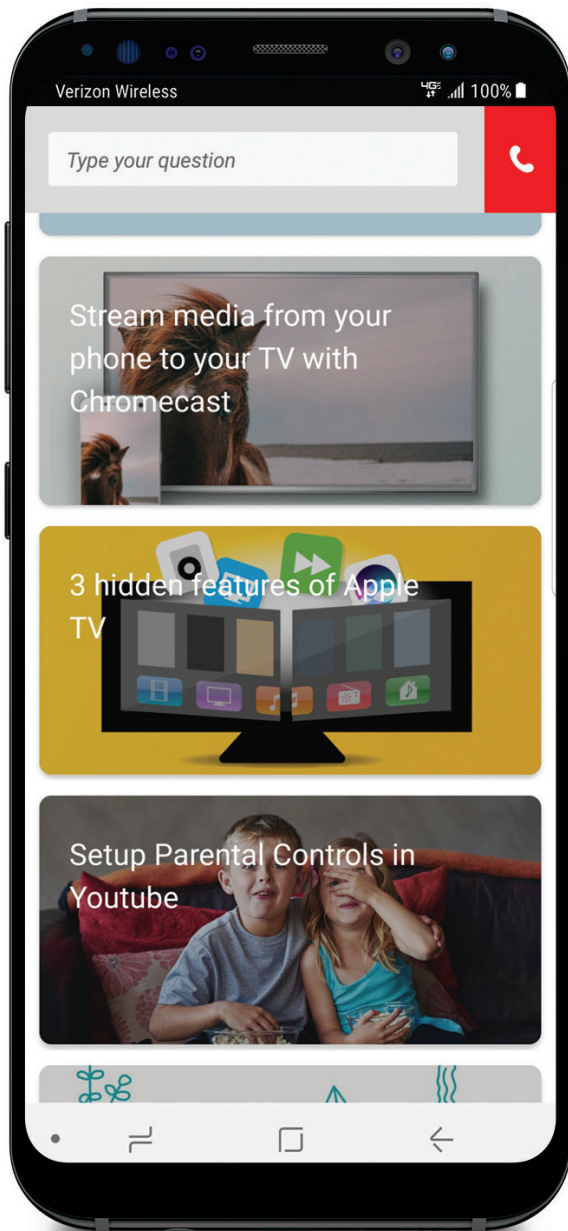 Verizon Wireless
4GE 100%
Type your question
Stream media from your
phone to your TV with
Chromecast
3 hidden features of Apple
TV
Setup Parental Controls in
Youtube